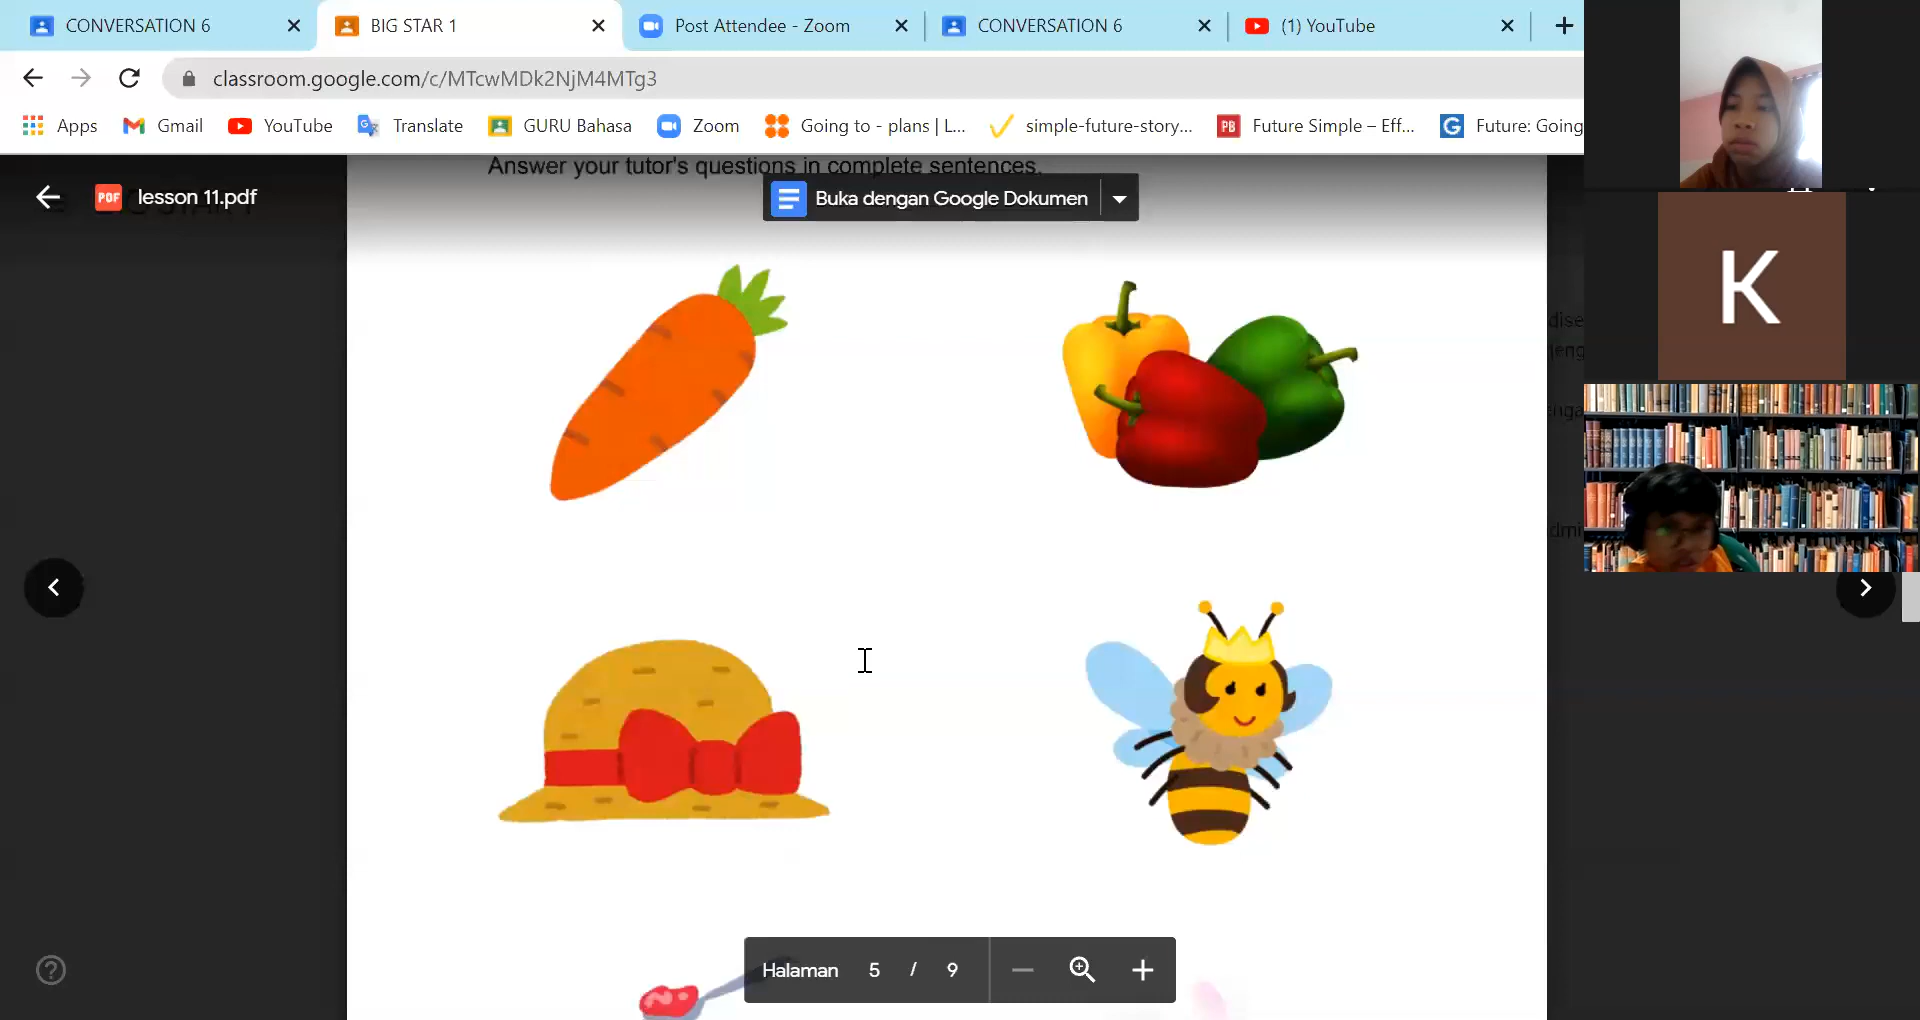 CONVERSATION 6
BIG STAR 1
Post Attendee - Zoom
CONVERSATION 6
(1) YouTube
classroom.google.com/c/MTcwMDk2NjM4MTg3
Apps
Gmail
YouTube
Translate
GURU Bahasa
Zoom
Going to - plans | L...
simple-future-story...
PB
Future Simple – Eff...
Future: Going
Answer your tutor's questions in complete sentences.
PDF
lesson 11.pdf
Buka dengan Google Dokumen
K
Halaman 5 / 9